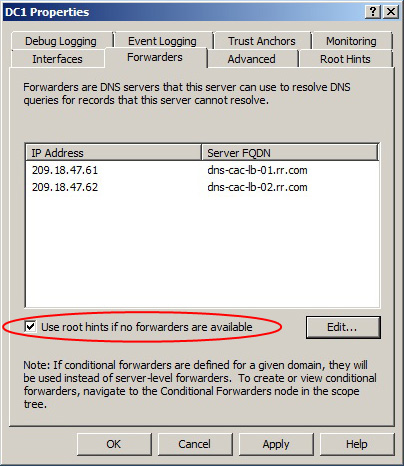 DC1 Properties
Debug Logging Event Logging Trust Anchors Monitoring
Interfaces Forwarders Advanced Root Hints
Forwarders are DNS servers that this server can use to resolve DNS
queries for records that this server cannot resolve.
IP Address Server FQDN
209.18.47.61 dns-cac-lb-01.rr.com
209.18.47.62 dns-cac-lb-02.rr.com
Use root hints if no forwarders are available Edit...
Note: If conditional forwarders are defined for a given domain, they will
be used instead of server-level forwarders. To create or view conditional
forwarders, navigate to the Conditional Forwarders node in the scope
tree.
OK Cancel Apply Help